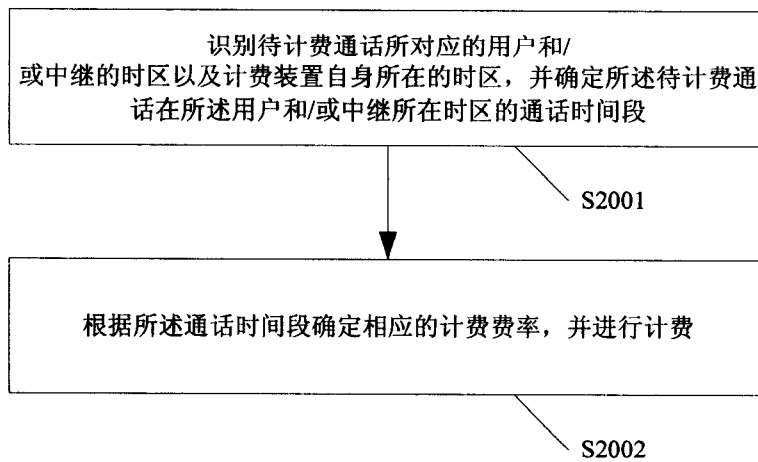 识别待计费通话所对应的用户和/
或中继的时区以及计费装置自身所在的时区，并确定所述待计费通
话在所述用户和/或中继所在时区的通话时间段
S2001
根据所述通话时间段确定相应的计费费率，并进行计费
S2002